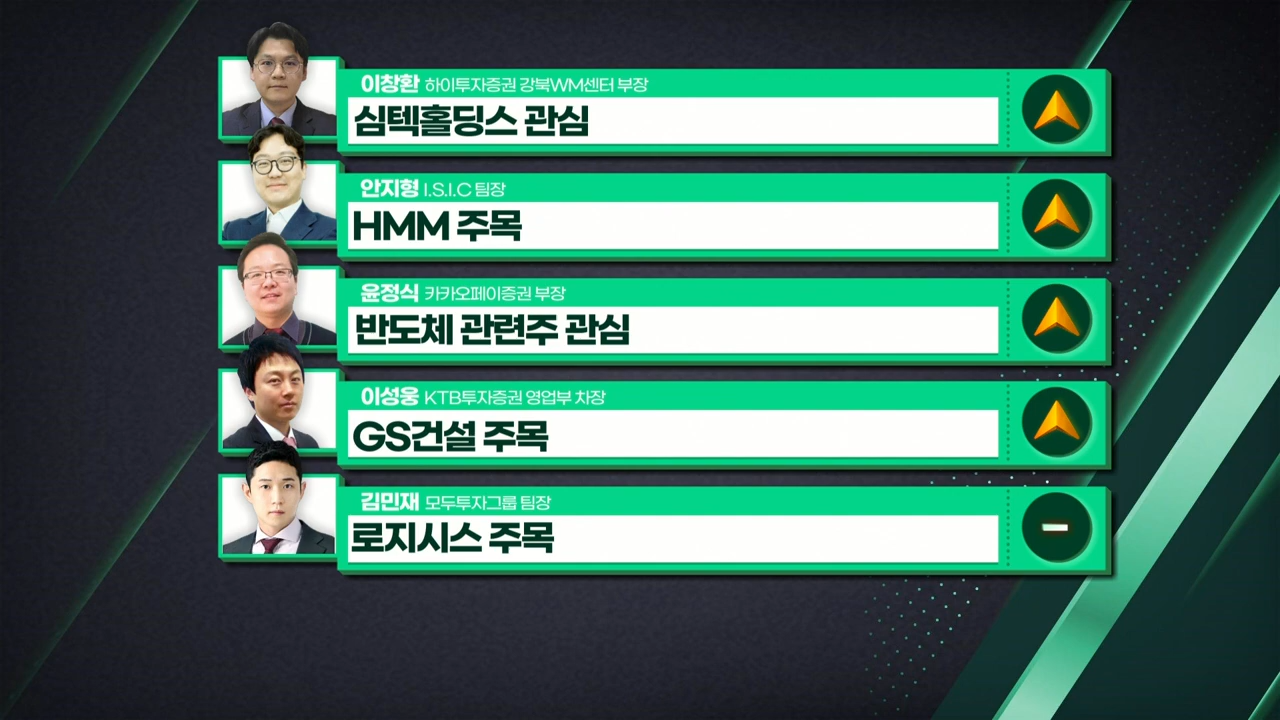 이창환 하이투자증권 강북WM센터 부장
심텍홀딩스 관심
안지형 I.S.I.C 팀장
HMM 주목
윤정식 카카오페이증권 부장
반도체 관련주 관심
이성웅 KTB투자증권 영업부 차장
GS건설 주목
김민재 모두투자그룹 팀장
로지시스 주목